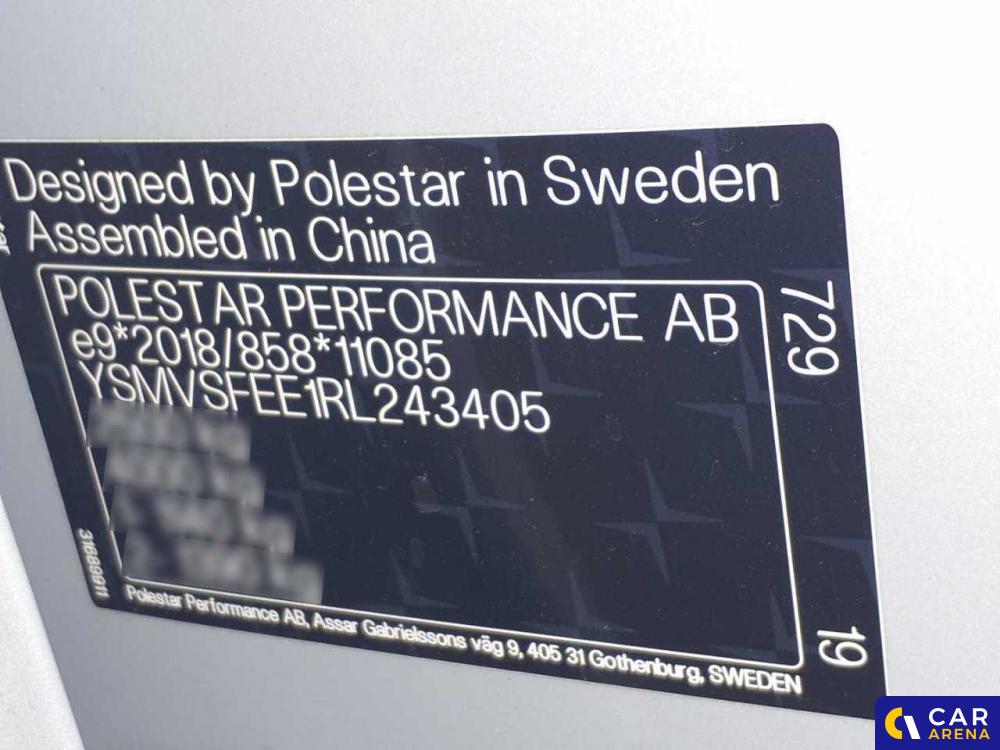 Designed by Polestar in Sweden
Assembled in China
POLESTAR PERFORMANCE AB
e9*2018/858*11085
YSMVSFEE1RL243405
729
19
31689911
Polestar Performance AB, Assar Gabrielssons väg 9, 405 31 Gothenburg, SWEDEN
CAR
ARENA